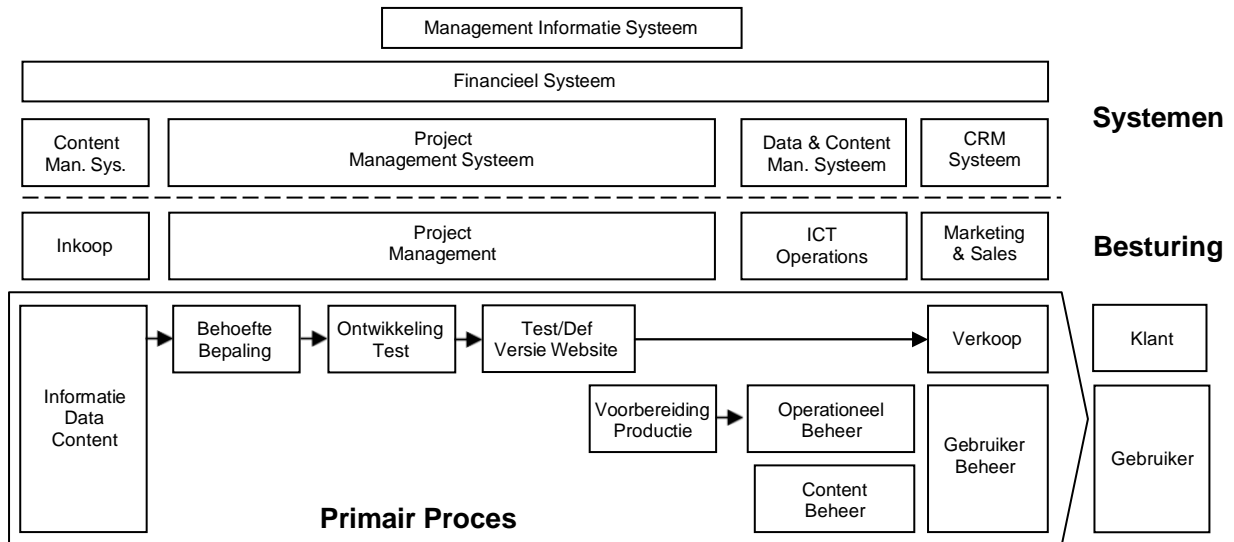 Management Informatie Systeem
Financieel Systeem
Systemen
Content
Man. Sys.
Project
Management Systeem
Data & Content
Man. Systeem
CRM
Systeem
Inkoop
Project
Management
ICT
Operations
Marketing
& Sales
Besturing
Informatie
Data
Content
Behoefte
Bepaling
Ontwikkeling
Test
Test/Def
Versie Website
Verkoop
Klant
Voorbereiding
Productie
Operationeel
Beheer
Content
Beheer
Gebruiker
Beheer
Gebruiker
Primair Proces